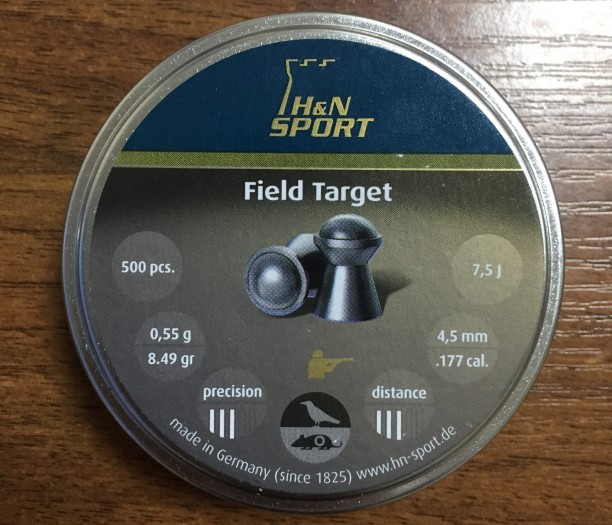 H&N
SPORT
Field Target
500 pcs.
7,5 J
0,55 g
8.49 gr
4,5 mm
.177 cal.
precision
distance
made in Germany (since 1825) www.hn-sport.de